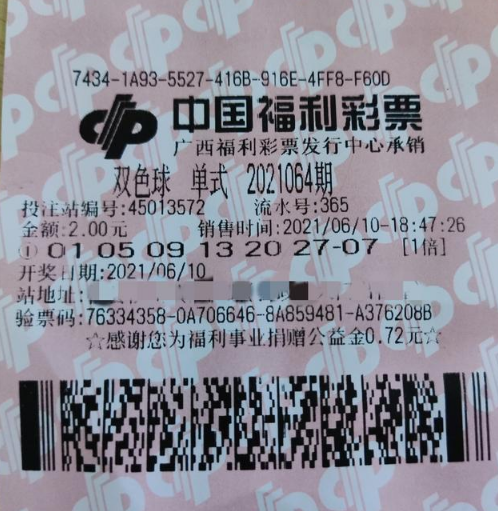 7434-1A93-5527-416B-916E-4FF8-F60D
中国福利彩票
广西福利彩票发行中心承销
双色球 单式 2021064期
投注站编号:45013572 流水号:365
金额:2.00元 销售时间:2021/06/10-18:47:26
① 01 05 09 13 20 27-07 [1倍]
开奖日期:2021/06/10
站地址:
验票码:76334358-0A706646-8A859481-A376208B
☆感谢您为福利事业捐赠公益金0.72元☆